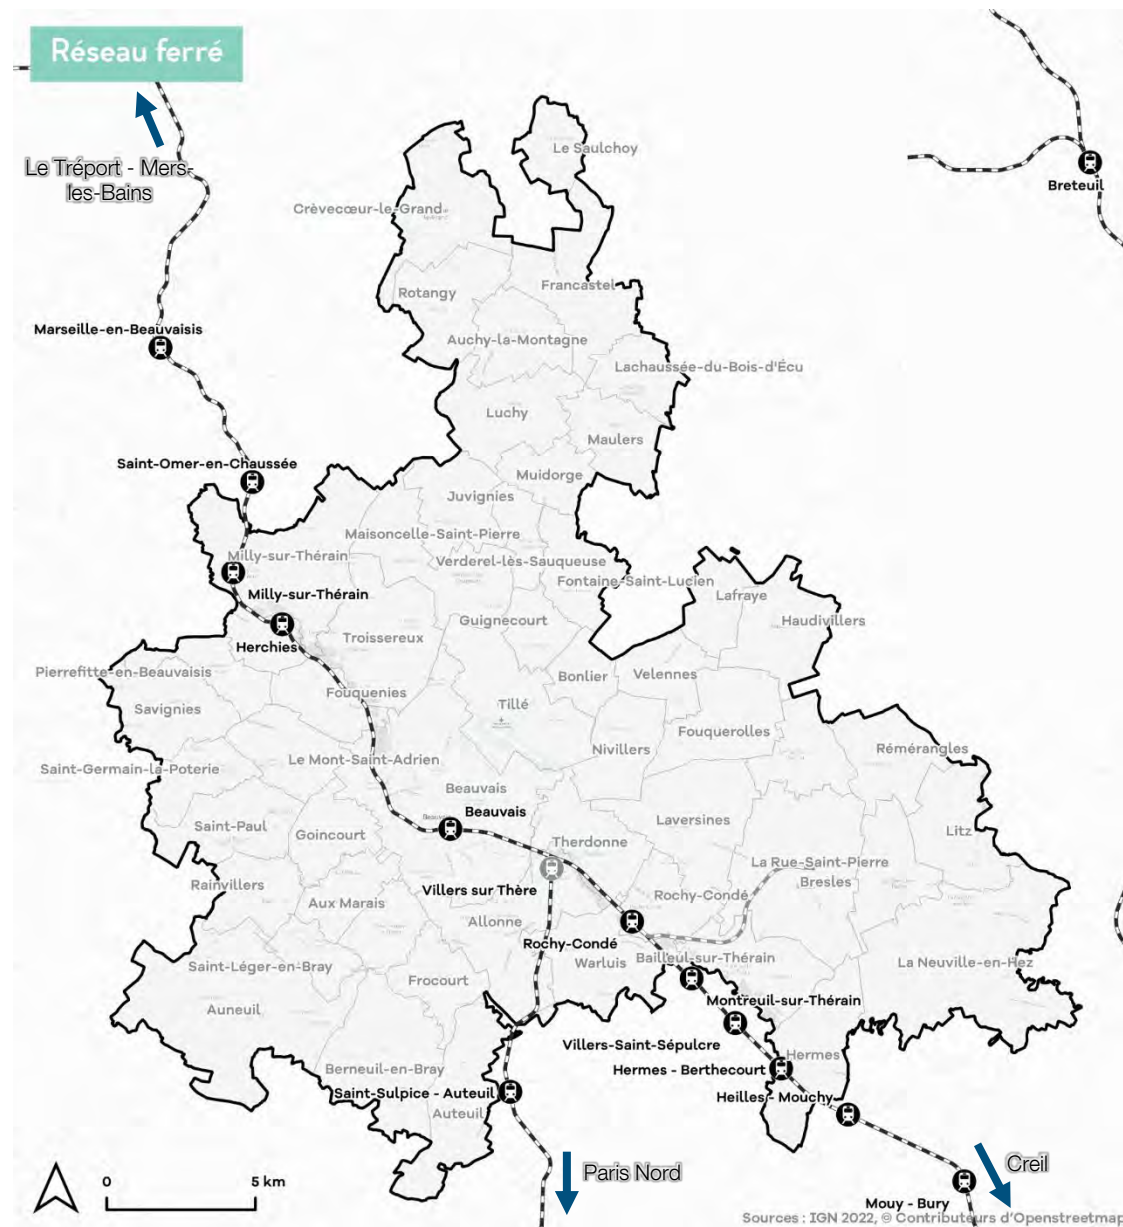 Réseau ferré
Le Tréport - Mers-
les-Bains
Le Saulchoy
Breteuil
Crèvecœur-le-Grand
Francastel
Rotangy
Marseille-en-Beauvaisis
Auchy-la-Montagne
Lachaussée-du-Bois-d'Écu
Luchy
Maulers
Saint-Omer-en-Chaussée
Muidorge
Juvignies
Maisoncelle-Saint-Pierre
Milly-sur-Thérain
Verderel-lès-Sauqueuse
Fontaine-Saint-Lucien
Milly-sur-Thérain
Lafraye
Guignecourt
Haudivillers
Troissereux
Herchies
Pierrefitte-en-Beauvaisis
Bonlier
Velennes
Fouquenies
Savignies
Tillé
Fouquerolles
Nivillers
Rémérangles
Le Mont-Saint-Adrien
Saint-Germain-la-Poterie
Beauvais
Beauvais
Laversines
Saint-Paul
Goincourt
Therdonne
Litz
La Rue-Saint-Pierre
Rainvillers
Villers sur Thère
Bresles
Rochy-Condé
Aux Marais
Allonne
Rochy-Condé
Bailleul-sur-Thérain
Warluis
La Neuville-en-Hez
Saint-Léger-en-Bray
Frocourt
Montreuil-sur-Thérain
Auneuil
Villers-Saint-Sépulcre
Hermes
Berneuil-en-Bray
Hermes - Berthecourt
Saint-Sulpice - Auteuil
Heilles - Mouchy
Auteuil
Paris Nord
Creil
0
5 km
Mouy - Bury
Sources : IGN 2022, © Contributeurs d'Openstreetmap